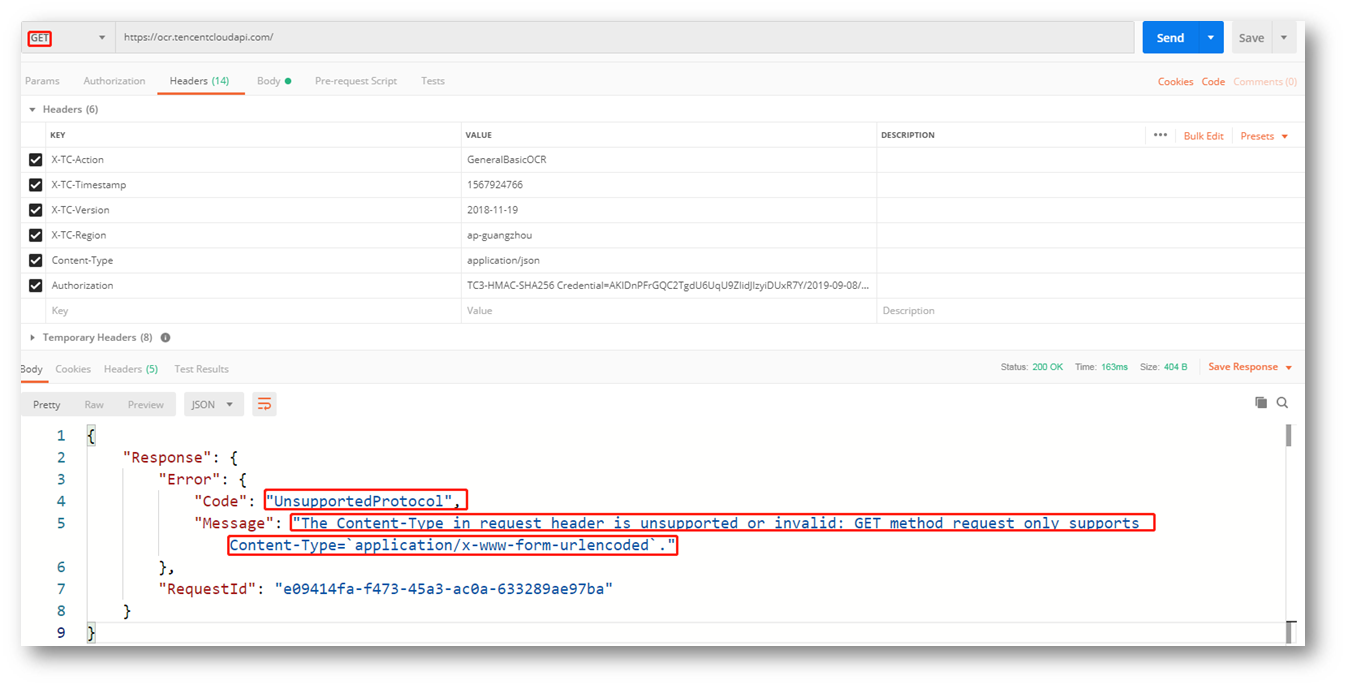 GET https://ocr.tencentcloudapi.com/ Send Save
Params Authorization Headers (14) Body Pre-request Script Tests Cookies Code Comments (0)
Headers (6)
KEY VALUE DESCRIPTION ••• Bulk Edit Presets
X-TC-Action GeneralBasicOCR
X-TC-Timestamp 1567924766
X-TC-Version 2018-11-19
X-TC-Region ap-guangzhou
Content-Type application/json
Authorization TC3-HMAC-SHA256 Credential=AKIDnPFrGQC2TgdU6UqU9ZIidJlzyiDUxR7Y/2019-09-08/...
Key Value Description
Temporary Headers (8)
Body Cookies Headers (5) Test Results Status: 200 OK Time: 163ms Size: 404 B Save Response
Pretty Raw Preview JSON
1 {
2 "Response": {
3 "Error": {
4 "Code": "UnsupportedProtocol",
5 "Message": "The Content-Type in request header is unsupported or invalid: GET method request only supports
Content-Type=`application/x-www-form-urlencoded`."
6 },
7 "RequestId": "e09414fa-f473-45a3-ac0a-633289ae97ba"
8 }
9 }